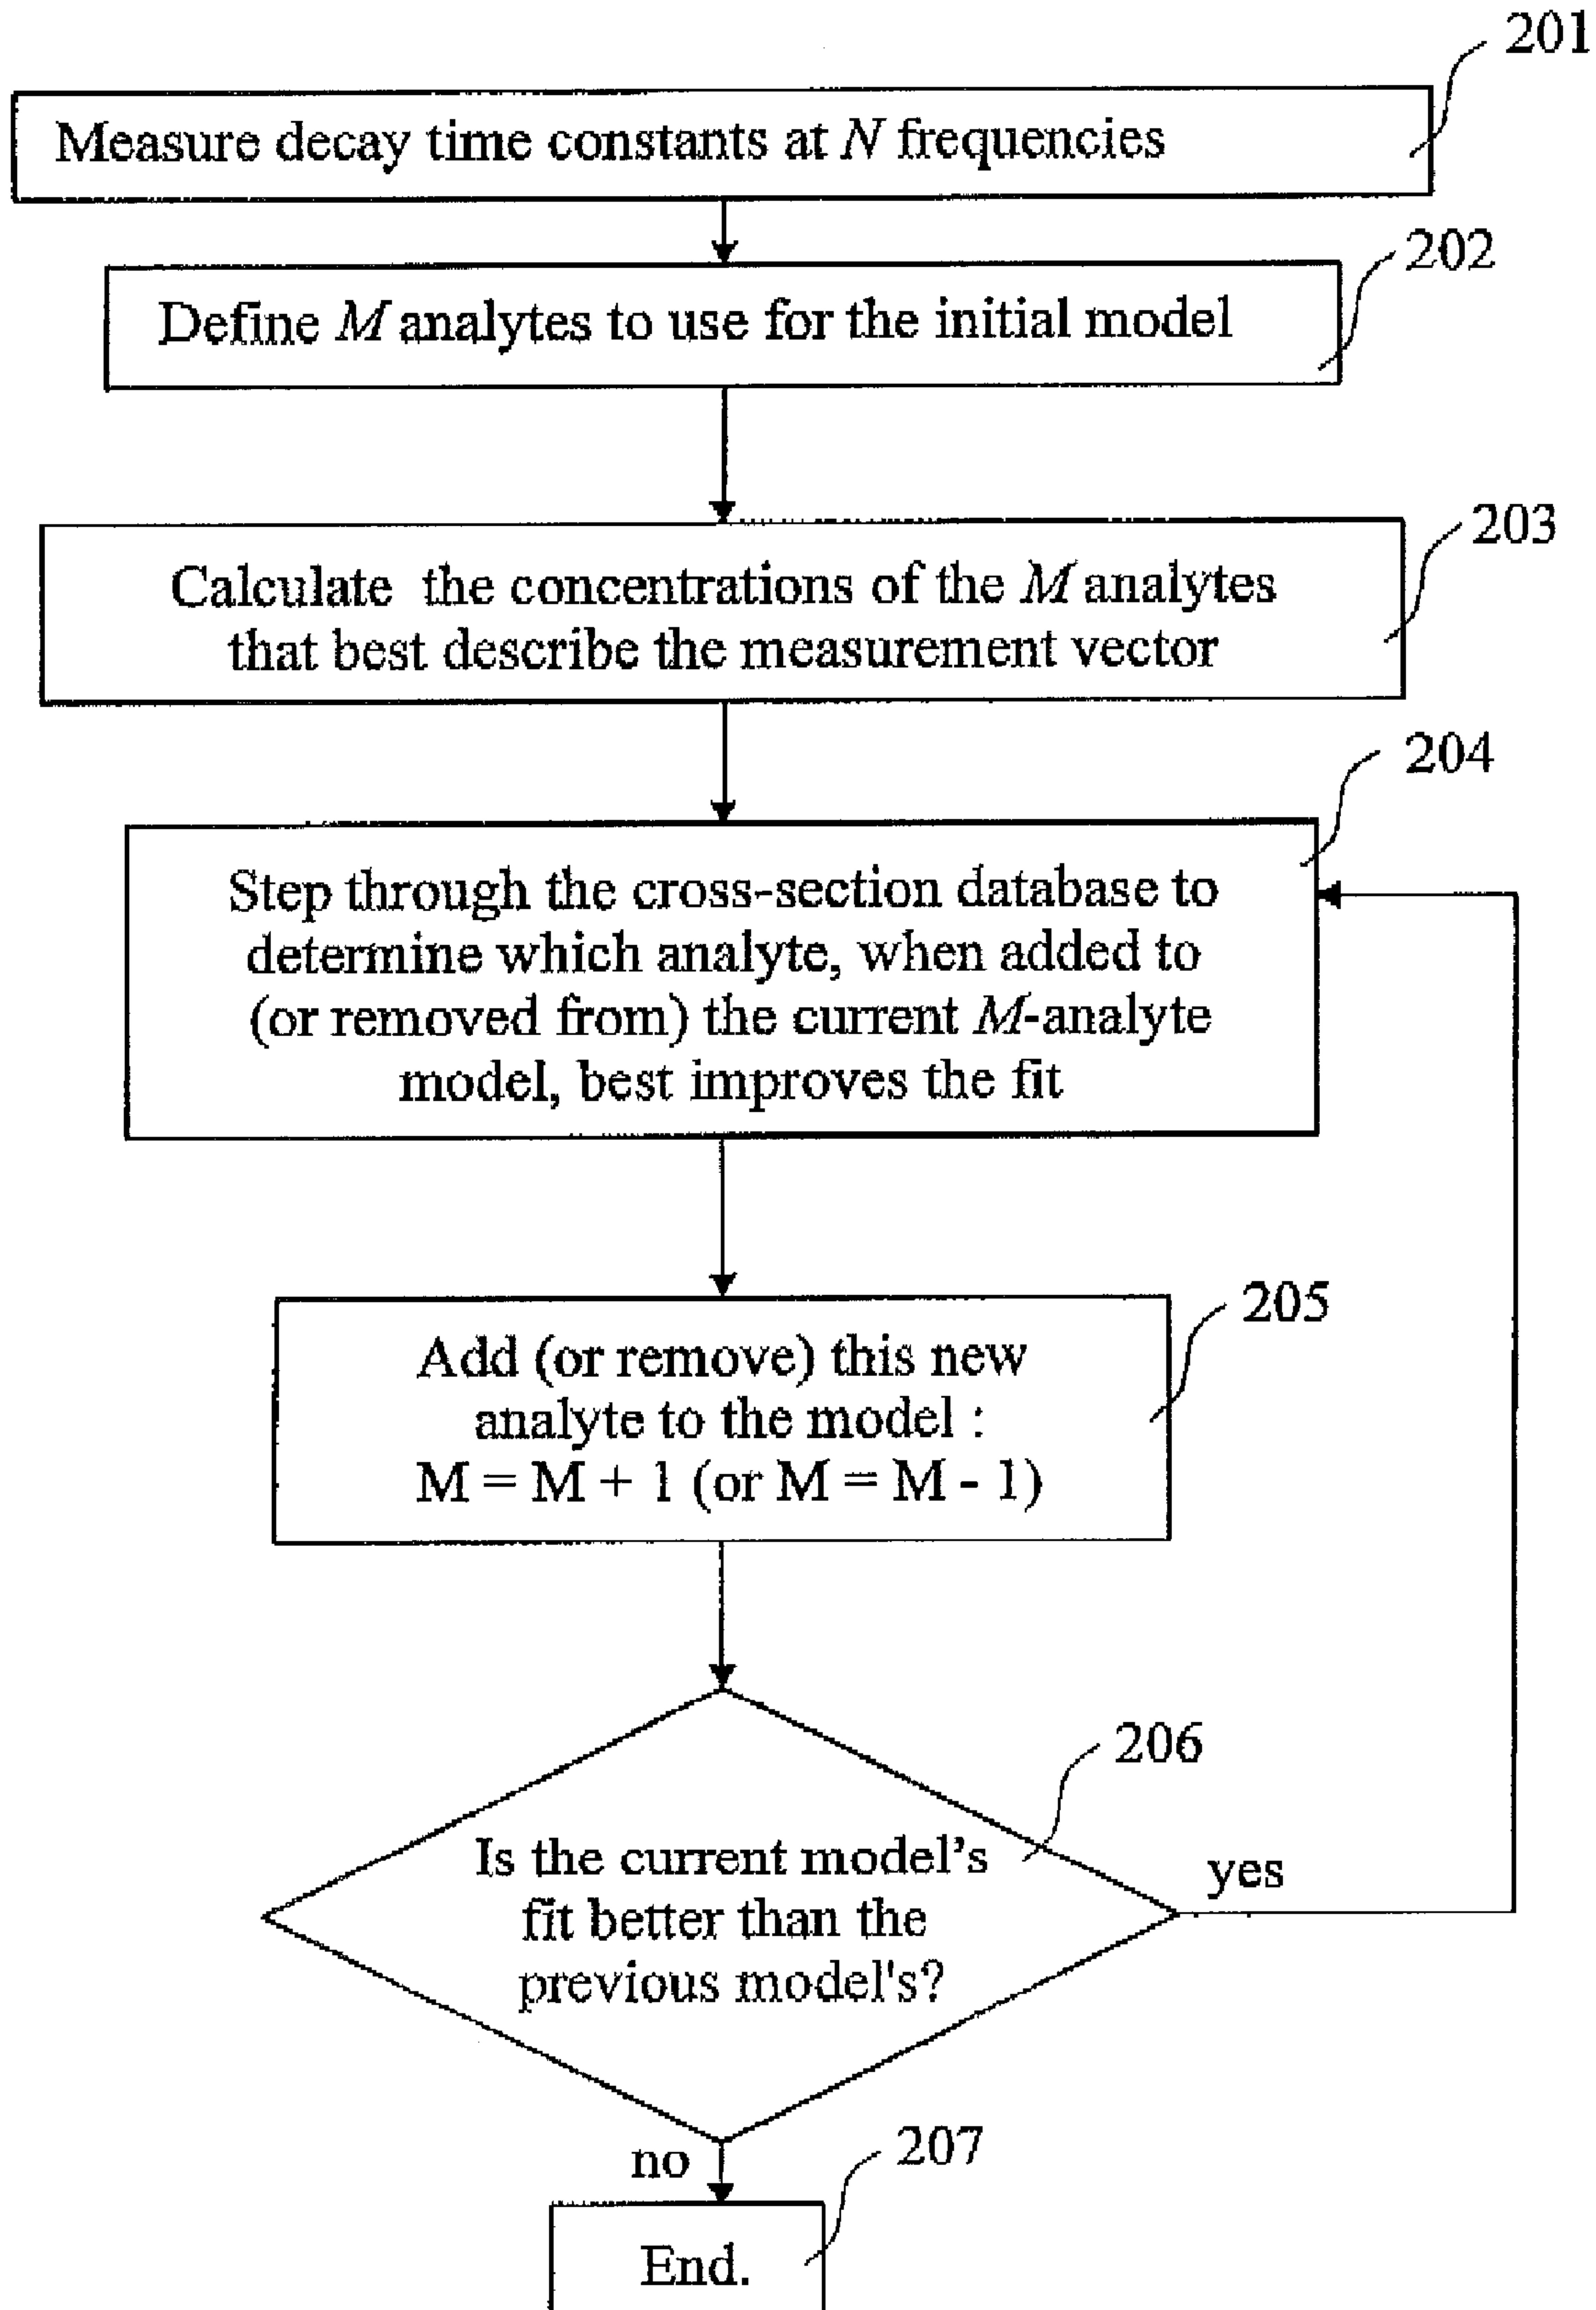 201
Measure decay time constants at N frequencies
202
Define M analytes to use for the initial model
203
Calculate the concentrations of the M analytes
that best describe the measurement vector
204
Step through the cross-section database to
determine which analyte, when added to
(or removed from) the current M-analyte
model, best improves the fit
205
Add (or remove) this new
analyte to the model :
M = M + 1 (or M = M - 1)
206
Is the current model's
fit better than the
previous model's?
yes
no
207
End.